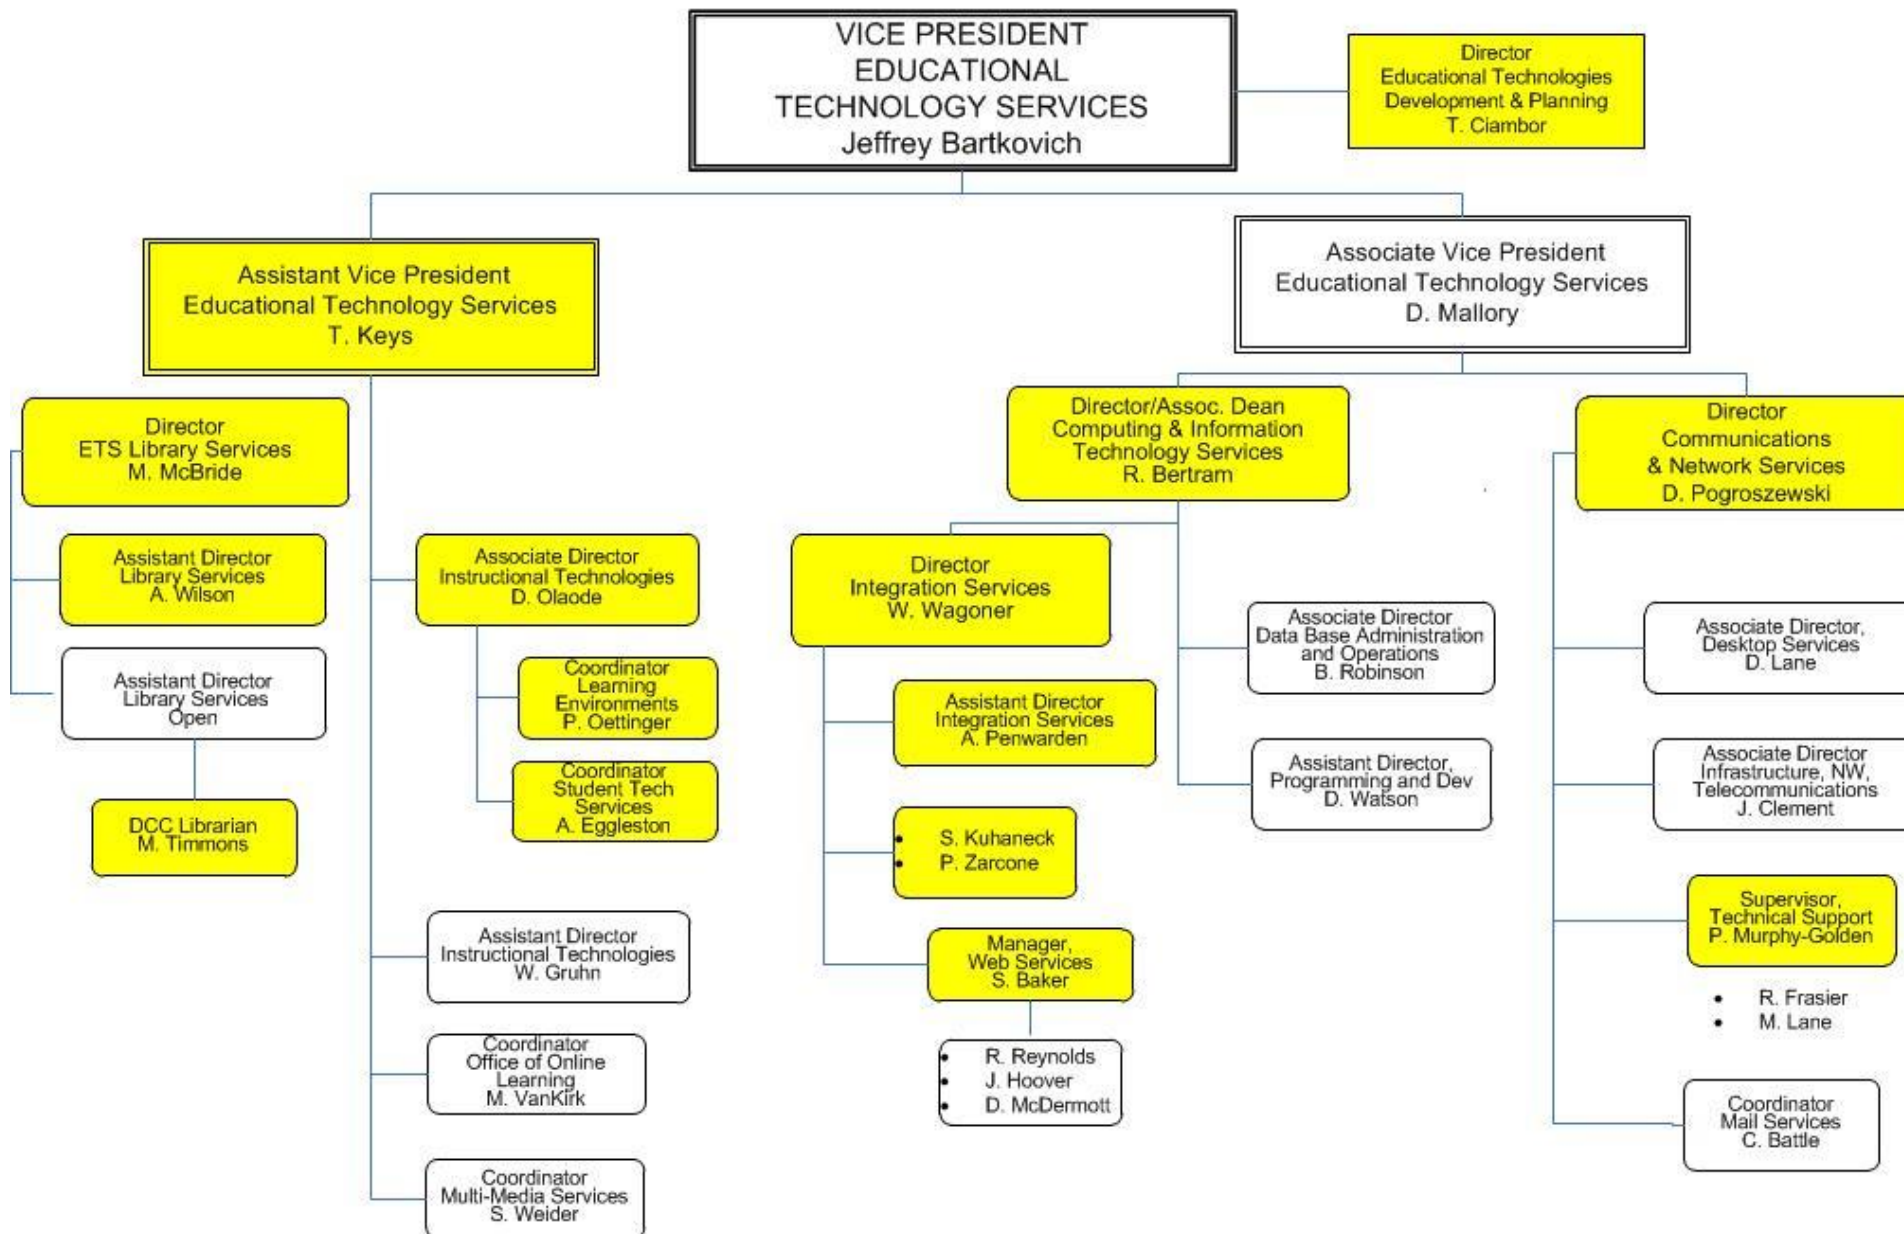 VICE PRESIDENT
EDUCATIONAL
TECHNOLOGY SERVICES
Jeffrey Bartkovich
Director
Educational Technologies
Development & Planning
T. Ciambor
Assistant Vice President
Educational Technology Services
T. Keys
Associate Vice President
Educational Technology Services
D. Mallory
Director
ETS Library Services
M. McBride
Assistant Director
Library Services
A. Wilson
Assistant Director
Library Services
Open
DCC Librarian
M. Timmons
Associate Director
Instructional Technologies
D. Olaode
Coordinator
Learning
Environments
P. Oettinger
Coordinator
Student Tech
Services
A. Eggleston
Assistant Director
Instructional Technologies
W. Gruhn
Coordinator
Office of Online
Learning
M. VanKirk
Coordinator
Multi-Media Services
S. Weider
Director/Assoc. Dean
Computing & Information
Technology Services
R. Bertram
Director
Integration Services
W. Wagoner
Assistant Director
Integration Services
A. Penwarden
• S. Kuhaneck
• P. Zarcone
Manager,
Web Services
S. Baker
• R. Reynolds
• J. Hoover
• D. McDermott
Associate Director
Data Base Administration
and Operations
B. Robinson
Assistant Director,
Programming and Dev
D. Watson
Director
Communications
& Network Services
D. Pogroszewski
Associate Director,
Desktop Services
D. Lane
Associate Director
Infrastructure, NW,
Telecommunications
J. Clement
Supervisor,
Technical Support
P. Murphy-Golden
• R. Frasier
• M. Lane
Coordinator
Mail Services
C. Battle